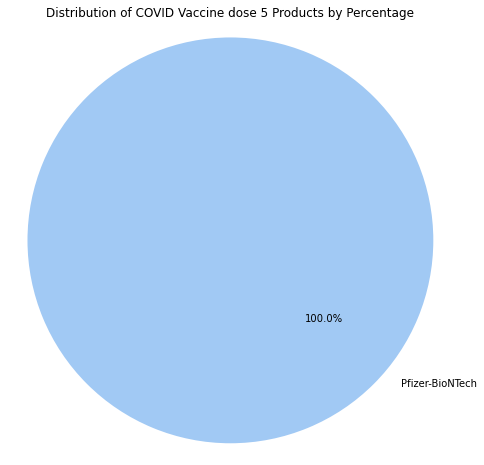 Distribution of COVID Vaccine dose 5 Products by Percentage
100.0%
Pfizer-BioNTech